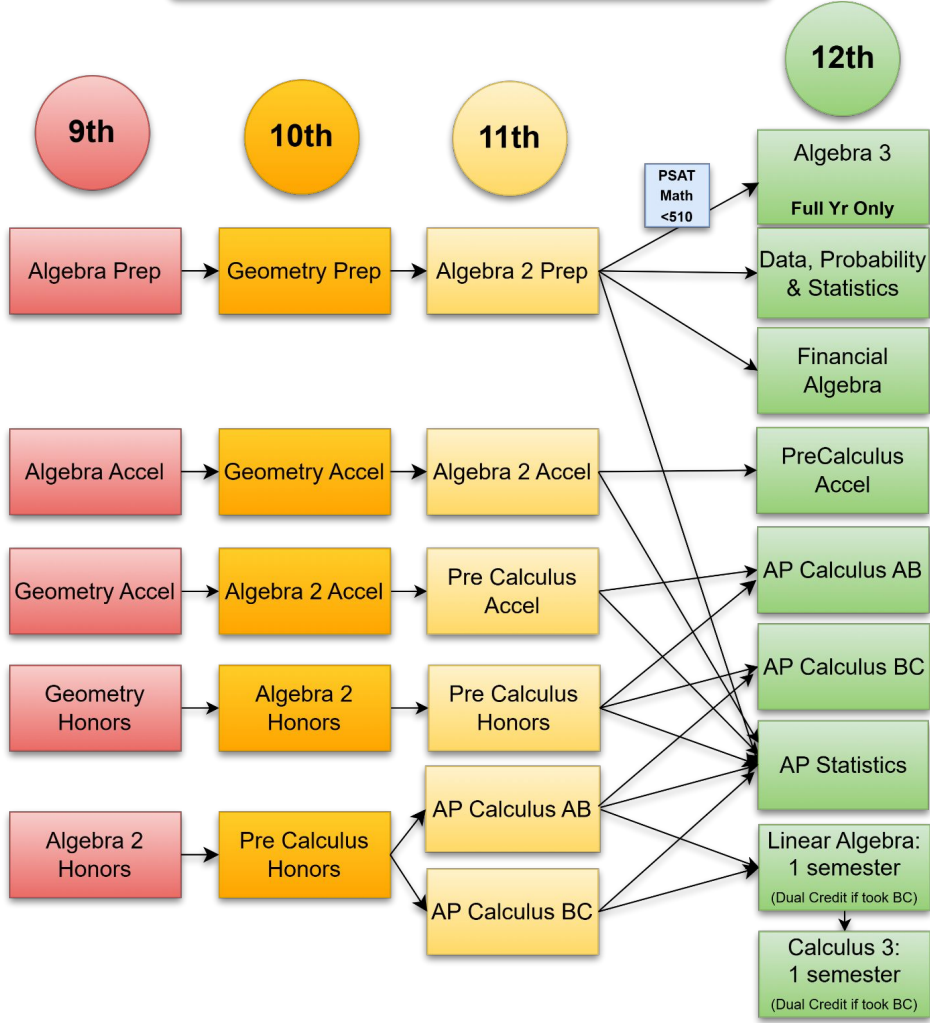 9th
10th
11th
12th
PSAT
Math
<510
Algebra 3
Full Yr Only
Algebra Prep
Geometry Prep
Algebra 2 Prep
Data, Probability
& Statistics
Financial
Algebra
Algebra Accel
Geometry Accel
Algebra 2 Accel
PreCalculus
Accel
Geometry Accel
Algebra 2 Accel
Pre Calculus
Accel
AP Calculus AB
Geometry
Honors
Algebra 2
Honors
Pre Calculus
Honors
AP Calculus BC
AP Statistics
Algebra 2
Honors
Pre Calculus
Honors
AP Calculus AB
AP Calculus BC
Linear Algebra:
1 semester
(Dual Credit if took BC)
Calculus 3:
1 semester
(Dual Credit if took BC)